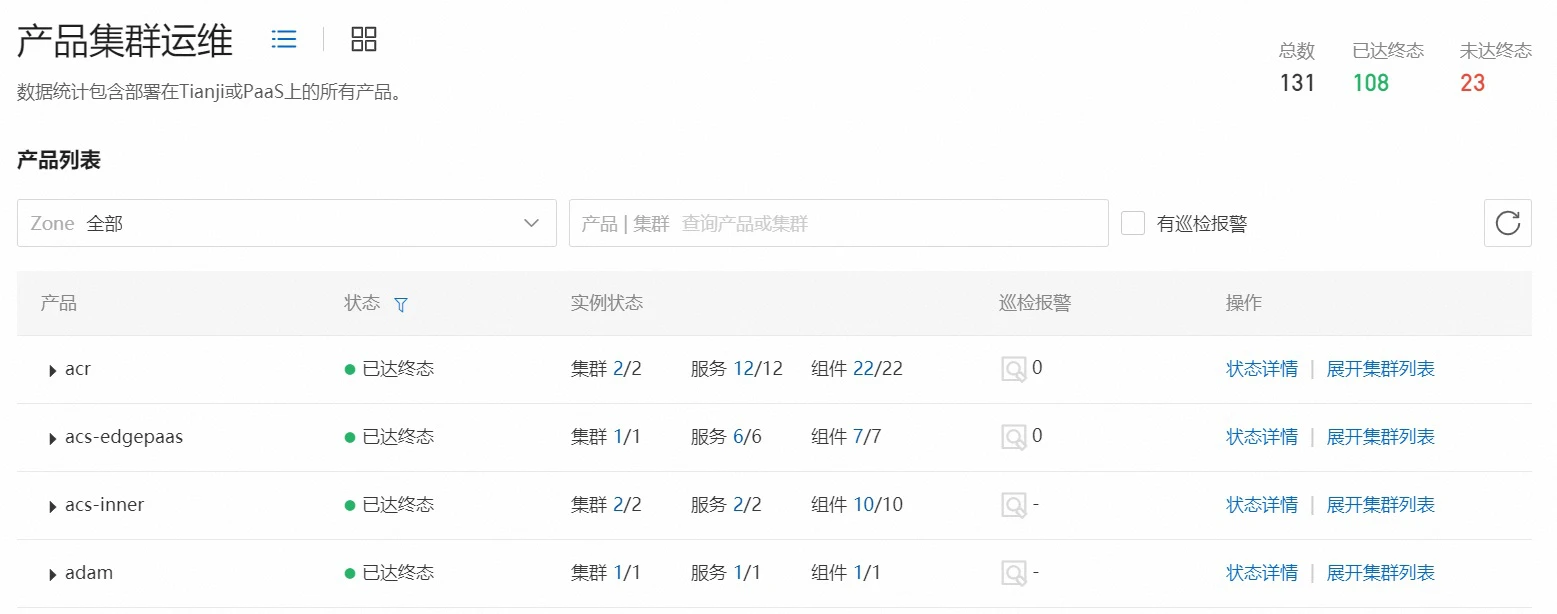 产品集群运维
总数 已达终态 未达终态
131 108 23
数据统计包含部署在Tianji或PaaS上的所有产品。
产品列表
Zone 全部 产品 | 集群 查询产品或集群 有巡检报警
产品 状态 实例状态 巡检报警 操作
acr 已达终态 集群 2/2 服务 12/12 组件 22/22 0 状态详情 | 展开集群列表
acs-edgepaas 已达终态 集群 1/1 服务 6/6 组件 7/7 0 状态详情 | 展开集群列表
acs-inner 已达终态 集群 2/2 服务 2/2 组件 10/10 - 状态详情 | 展开集群列表
adam 已达终态 集群 1/1 服务 1/1 组件 1/1 - 状态详情 | 展开集群列表